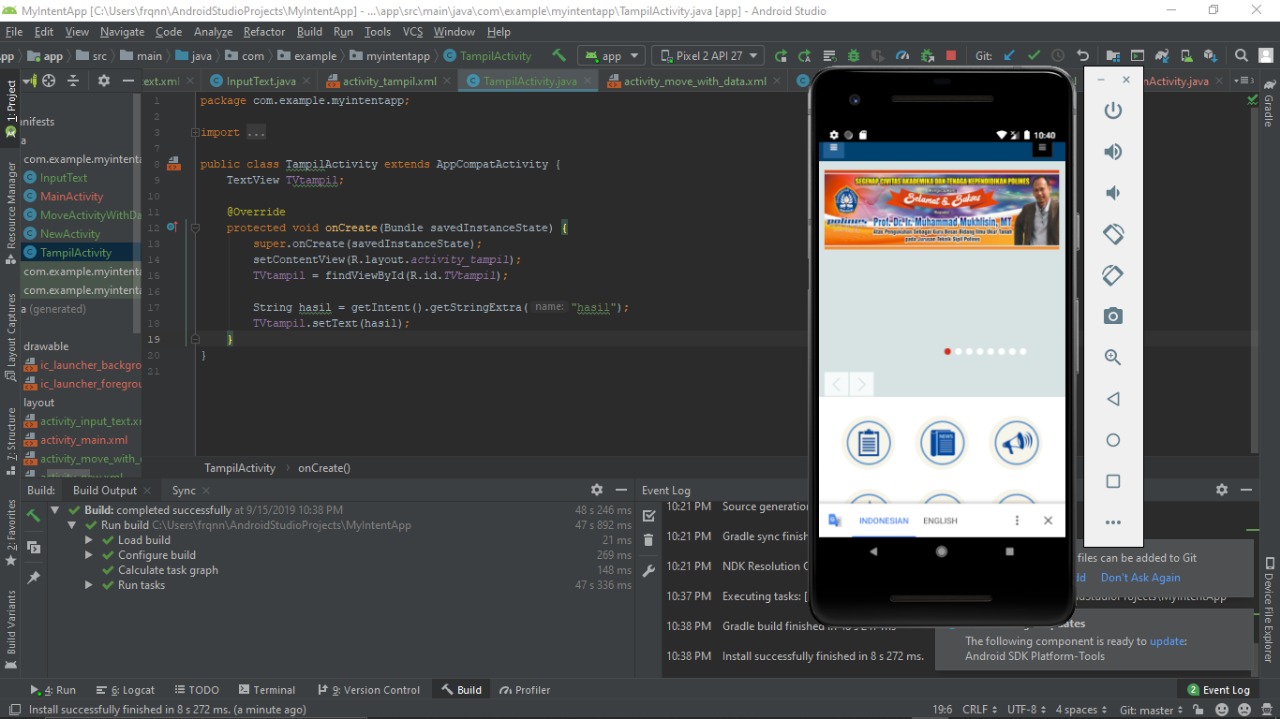 MyIntentApp [C:\Users\frqnn\AndroidStudioProjects\MyIntentApp] - ...\app\src\main\java\com\example\myintentapp\TampilActivity.java [app] - Android Studio
File Edit View Navigate Code Analyze Refactor Build Run Tools VCS Window Help
pp app src main java com example myintentapp TampilActivity app Pixel 2 API 27 Git:
ext.xml InputText.java activity_tampil.xml TampilActivity.java activity_move_with_data.xml nActivity.java
1: Project
Resource Manager
Layout Captures
7: Structure
2: Favorites
Build Variants
Gradle
Device File Explorer
nifests
a
com.example.myintenta
InputText
MainActivity
MoveActivityWithDa
NewActivity
TampilActivity
com.example.myintenta
com.example.myintenta
a (generated)
drawable
ic_launcher_backgro
ic_launcher_foregrou
layout
activity_input_text.xm
activity_main.xml
activity_move_with_d
1 package com.example.myintentapp;
2
3 import ...
8 public class TampilActivity extends AppCompatActivity {
9 TextView TVtampil;
10
11 @Override
12 protected void onCreate(Bundle savedInstanceState) {
13 super.onCreate(savedInstanceState);
14 setContentView(R.layout.activity_tampil);
15 TVtampil = findViewById(R.id.TVtampil);
16
17 String hasil = getIntent().getStringExtra( name: "hasil");
18 TVtampil.setText(hasil);
19 }
20 }
21
TampilActivity › onCreate()
10:40
SEGENAP CIVITAS AKADEMIKA DAN TENAGA KEPENDIDIKAN POLINES
Selamat & Sukses
polines
Prof. Dr. Ir. Muhammad Mukhlisin, MT
Atas Pengukuhan Sebagai Guru Besar Bidang Ilmu Ukur Tanah
pada Jurusan Teknik Sipil Polines
NEWS
INDONESIAN ENGLISH
Build: Build Output Sync
Build: completed successfully at 9/15/2019 10:38 PM 48 s 246 ms
Run build C:\Users\frqnn\AndroidStudioProjects\MyIntentApp 47 s 892 ms
Load build 21 ms
Configure build 269 ms
Calculate task graph 148 ms
Run tasks 47 s 336 ms
Event Log
10:21 PM Source generatio
10:21 PM Gradle sync finish
10:21 PM NDK Resolution C
10:37 PM Executing tasks: [
10:38 PM Gradle build finished in 48 s 247 ms
10:38 PM Install successfully finished in 8 s 272 ms.
files can be added to Git
dd Don't Ask Again
dStudioProjects\MyIntentApp
dates
The following component is ready to update:
Android SDK Platform-Tools
4: Run 6: Logcat TODO Terminal 9: Version Control Build Profiler 2 Event Log
Install successfully finished in 8 s 272 ms. (a minute ago) 19:6 CRLF UTF-8 4 spaces Git: master